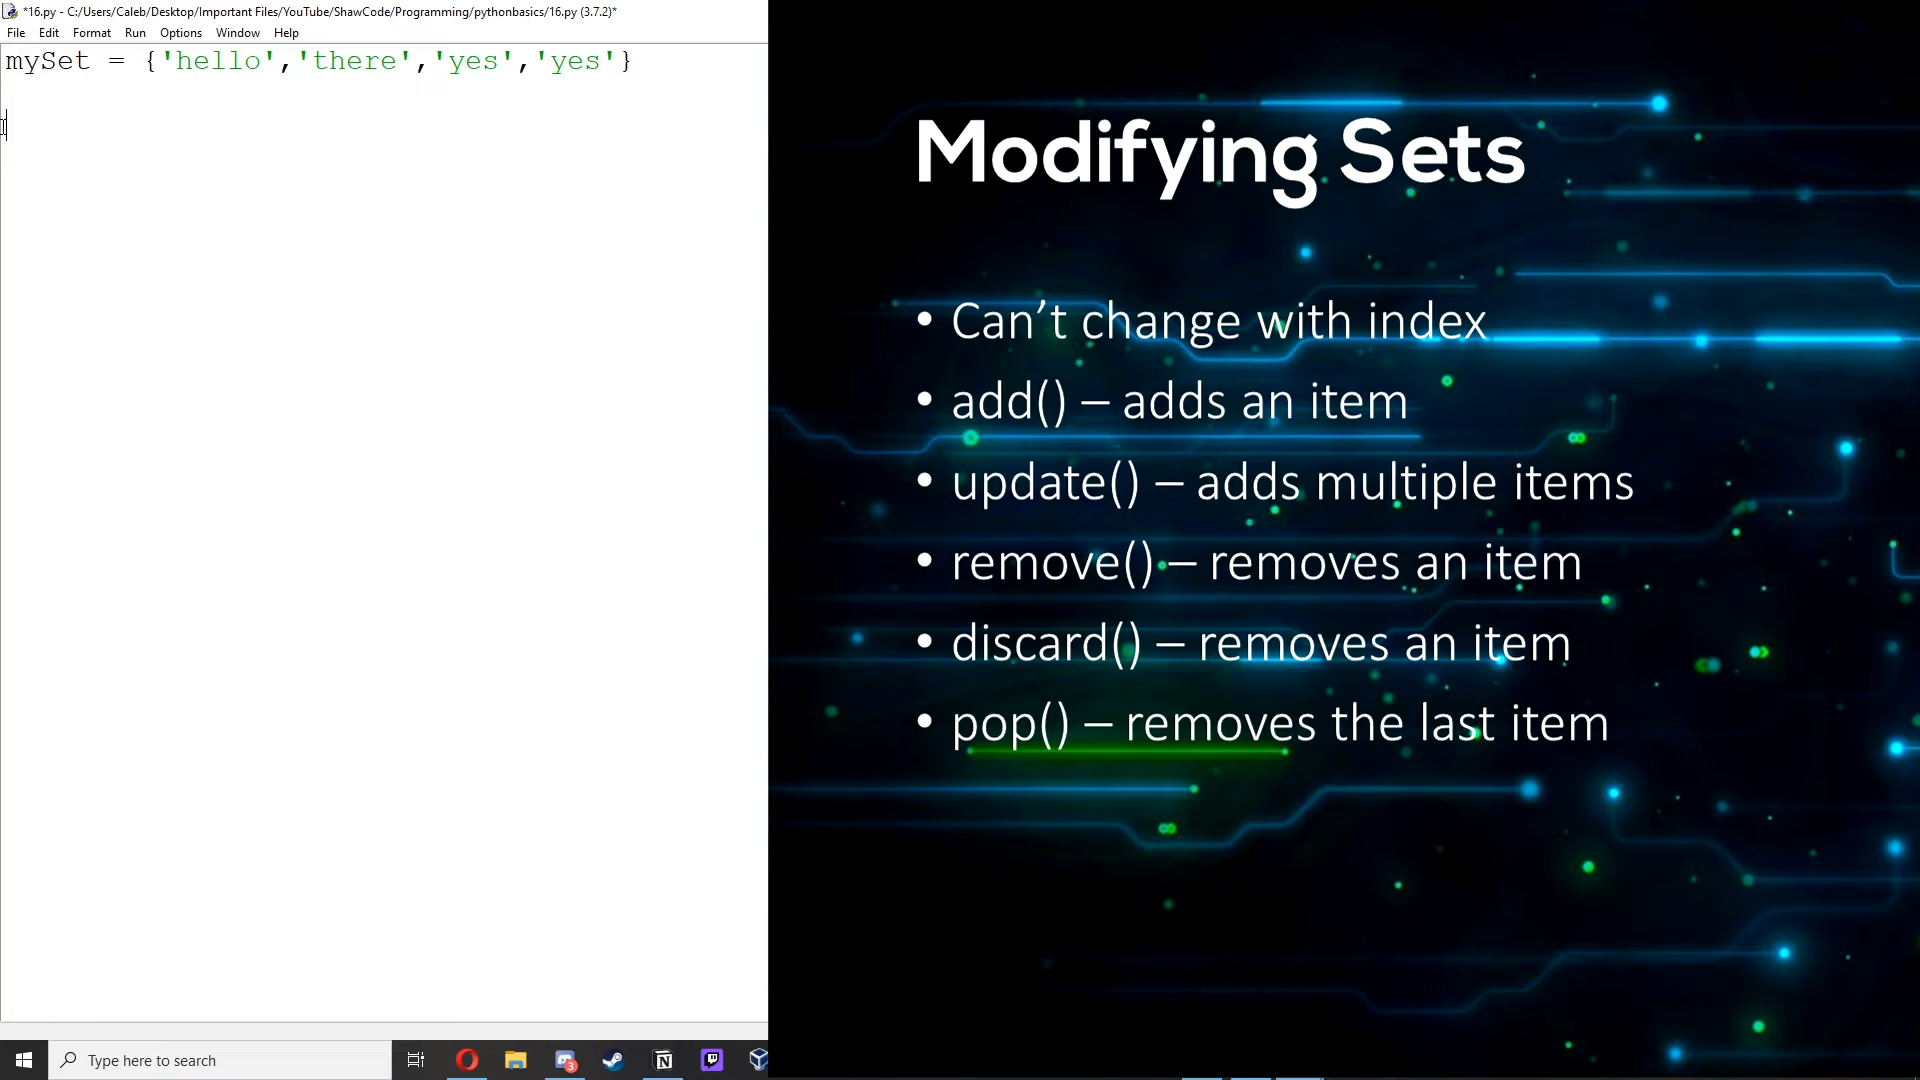 *16.py - C:/Users/Caleb/Desktop/Important Files/YouTube/ShawCode/Programming/pythonbasics/16.py (3.7.2)*
File Edit Format Run Options Window Help
mySet = {'hello','there','yes','yes'}
Modifying Sets
• Can’t change with index
• add() – adds an item
• update() – adds multiple items
• remove() – removes an item
• discard() – removes an item
• pop() – removes the last item
Type here to search
3